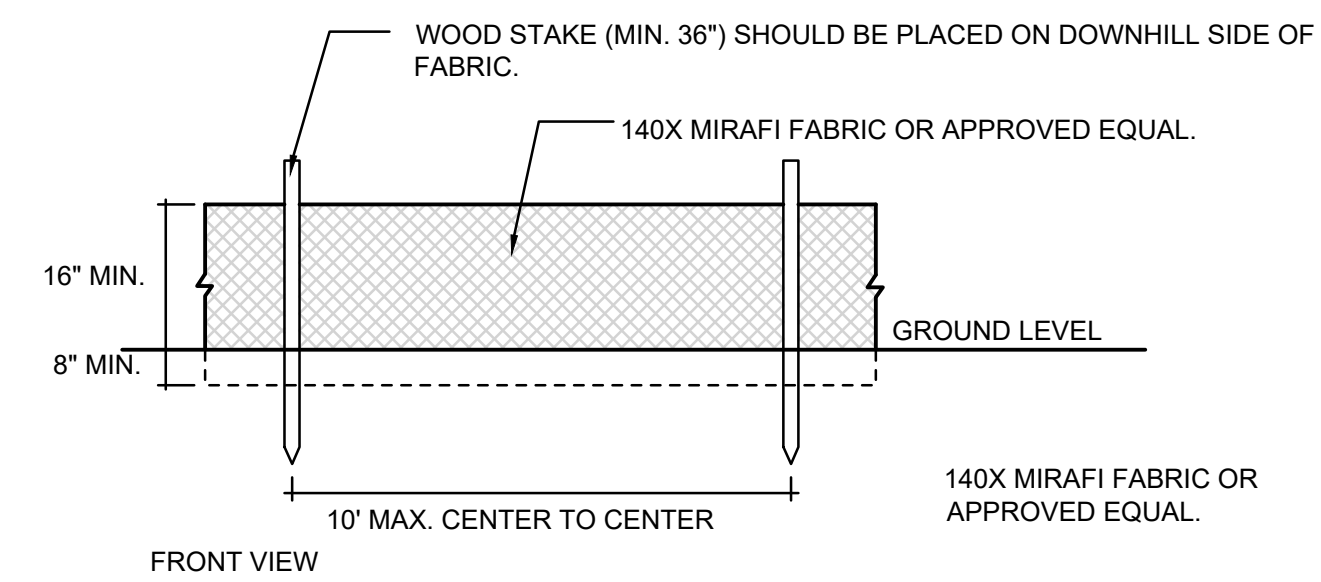 WOOD STAKE (MIN. 36") SHOULD BE PLACED ON DOWNHILL SIDE OF
FABRIC.
140X MIRAFI FABRIC OR APPROVED EQUAL.
16" MIN.
GROUND LEVEL
8" MIN.
140X MIRAFI FABRIC OR
APPROVED EQUAL.
10' MAX. CENTER TO CENTER
FRONT VIEW